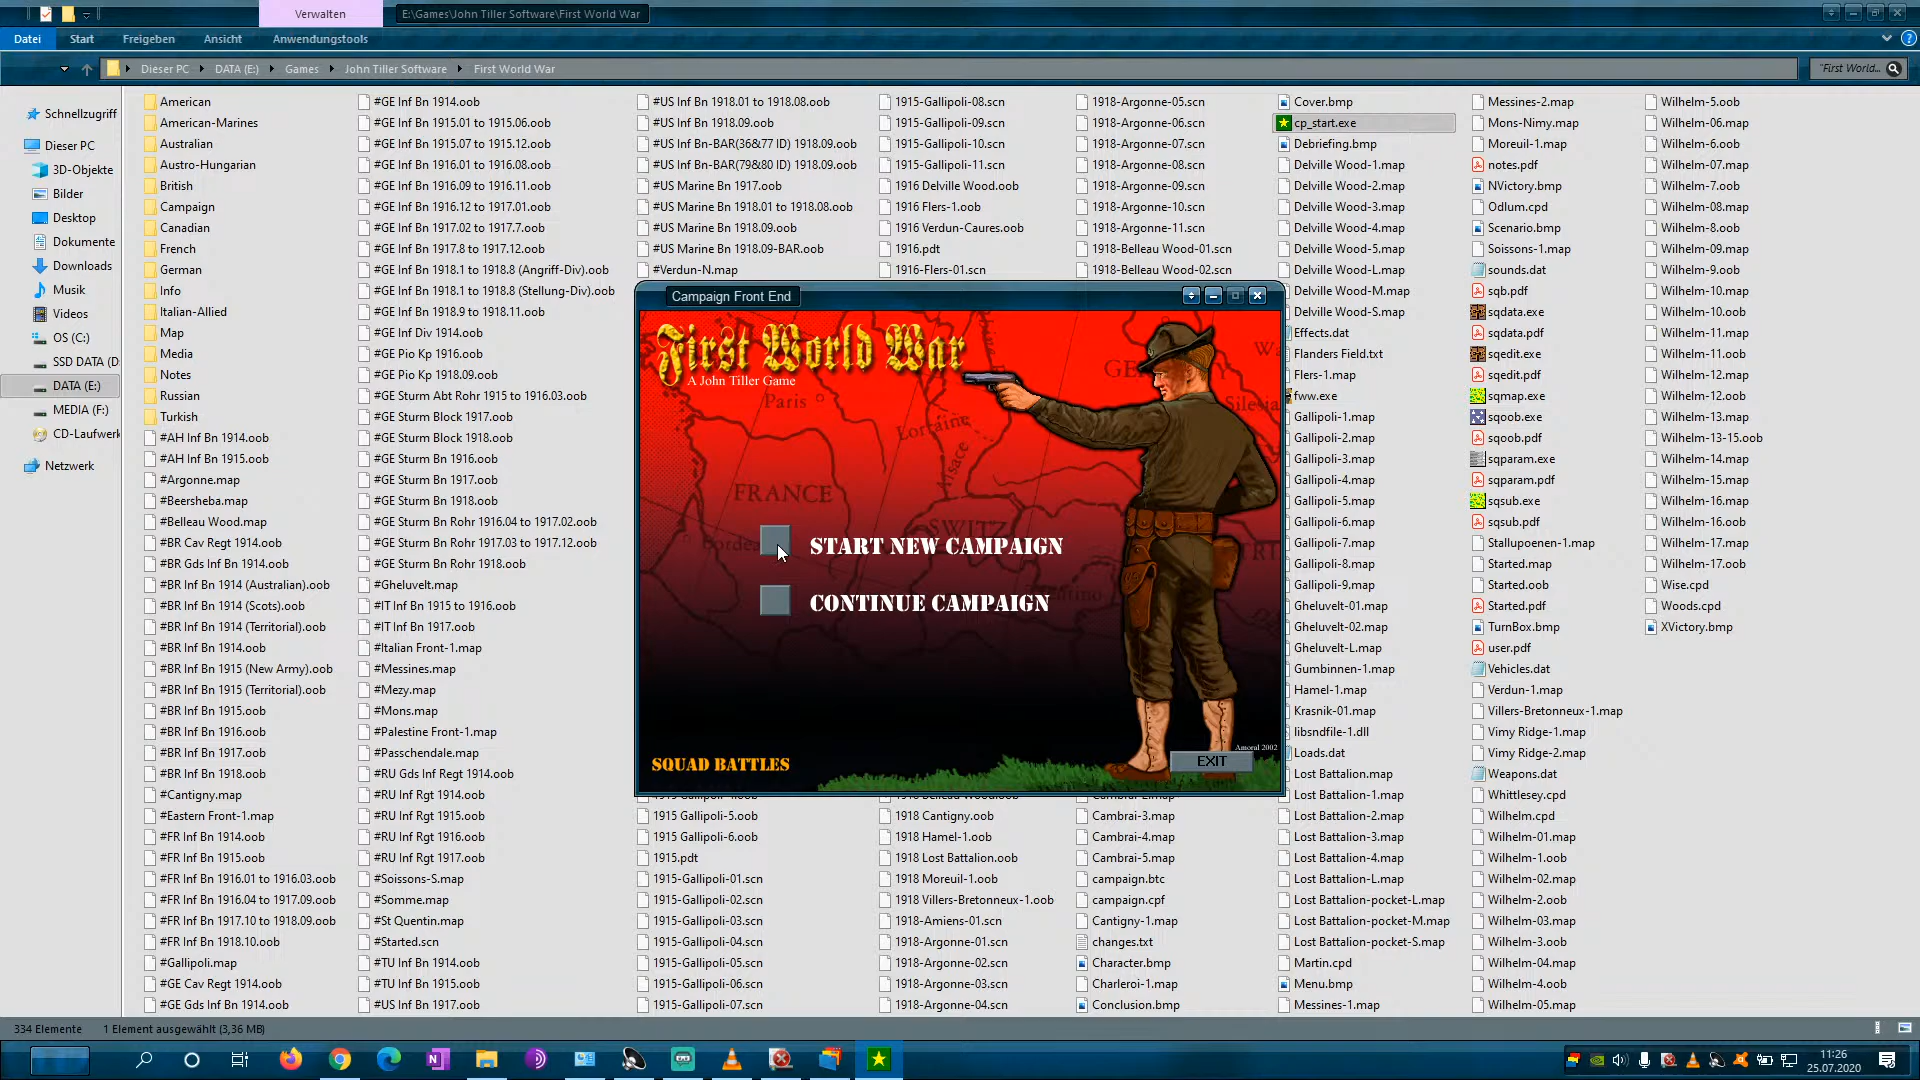 Verwalten
E:\Games\John Tiller Software\First World War
Datei
Start
Freigeben
Ansicht
Anwendungstools
Dieser PC
DATA (E:)
Games
John Tiller Software
First World War
"First World...
Schnellzugriff
Dieser PC
3D-Objekte
Bilder
Desktop
Dokumente
Downloads
Musik
Videos
OS (C:)
SSD DATA (D:
DATA (E:)
MEDIA (F:)
CD-Laufwerk
Netzwerk
American
American-Marines
Australian
Austro-Hungarian
British
Campaign
Canadian
French
German
Info
Italian-Allied
Map
Media
Notes
Russian
Turkish
#AH Inf Bn 1914.oob
#AH Inf Bn 1915.oob
#Argonne.map
#Beersheba.map
#Belleau Wood.map
#BR Cav Regt 1914.oob
#BR Gds Inf Bn 1914.oob
#BR Inf Bn 1914 (Australian).oob
#BR Inf Bn 1914 (Scots).oob
#BR Inf Bn 1914 (Territorial).oob
#BR Inf Bn 1914.oob
#BR Inf Bn 1915 (New Army).oob
#BR Inf Bn 1915 (Territorial).oob
#BR Inf Bn 1915.oob
#BR Inf Bn 1916.oob
#BR Inf Bn 1917.oob
#BR Inf Bn 1918.oob
#Cantigny.map
#Eastern Front-1.map
#FR Inf Bn 1914.oob
#FR Inf Bn 1915.oob
#FR Inf Bn 1916.01 to 1916.03.oob
#FR Inf Bn 1916.04 to 1917.09.oob
#FR Inf Bn 1917.10 to 1918.09.oob
#FR Inf Bn 1918.10.oob
#Gallipoli.map
#GE Cav Regt 1914.oob
#GE Gds Inf Bn 1914.oob
#GE Inf Bn 1914.oob
#GE Inf Bn 1915.01 to 1915.06.oob
#GE Inf Bn 1915.07 to 1915.12.oob
#GE Inf Bn 1916.01 to 1916.08.oob
#GE Inf Bn 1916.09 to 1916.11.oob
#GE Inf Bn 1916.12 to 1917.01.oob
#GE Inf Bn 1917.02 to 1917.7.oob
#GE Inf Bn 1917.8 to 1917.12.oob
#GE Inf Bn 1918.1 to 1918.8 (Angriff-Div).oob
#GE Inf Bn 1918.1 to 1918.8 (Stellung-Div).oob
#GE Inf Bn 1918.9 to 1918.11.oob
#GE Inf Div 1914.oob
#GE Pio Kp 1916.oob
#GE Pio Kp 1918.09.oob
#GE Sturm Abt Rohr 1915 to 1916.03.oob
#GE Sturm Block 1917.oob
#GE Sturm Block 1918.oob
#GE Sturm Bn 1916.oob
#GE Sturm Bn 1917.oob
#GE Sturm Bn 1918.oob
#GE Sturm Bn Rohr 1916.04 to 1917.02.oob
#GE Sturm Bn Rohr 1917.03 to 1917.12.oob
#GE Sturm Bn Rohr 1918.oob
#Gheluvelt.map
#IT Inf Bn 1915 to 1916.oob
#IT Inf Bn 1917.oob
#Italian Front-1.map
#Messines.map
#Mezy.map
#Mons.map
#Palestine Front-1.map
#Passchendale.map
#RU Gds Inf Regt 1914.oob
#RU Inf Rgt 1914.oob
#RU Inf Rgt 1915.oob
#RU Inf Rgt 1916.oob
#RU Inf Rgt 1917.oob
#Soissons-S.map
#Somme.map
#St Quentin.map
#Started.scn
#TU Inf Bn 1914.oob
#TU Inf Bn 1915.oob
#US Inf Bn 1917.oob
#US Inf Bn 1918.01 to 1918.08.oob
#US Inf Bn 1918.09.oob
#US Inf Bn-BAR(36&77 ID) 1918.09.oob
#US Inf Bn-BAR(79&80 ID) 1918.09.oob
#US Marine Bn 1917.oob
#US Marine Bn 1918.01 to 1918.08.oob
#US Marine Bn 1918.09.oob
#US Marine Bn 1918.09-BAR.oob
#Verdun-N.map
1915 Gallipoli-5.oob
1915 Gallipoli-6.oob
1915.pdt
1915-Gallipoli-01.scn
1915-Gallipoli-02.scn
1915-Gallipoli-03.scn
1915-Gallipoli-04.scn
1915-Gallipoli-05.scn
1915-Gallipoli-06.scn
1915-Gallipoli-07.scn
1915-Gallipoli-08.scn
1915-Gallipoli-09.scn
1915-Gallipoli-10.scn
1915-Gallipoli-11.scn
1916 Delville Wood.oob
1916 Flers-1.oob
1916 Verdun-Caures.oob
1916.pdt
1916-Flers-01.scn
1918 Cantigny.oob
1918 Hamel-1.oob
1918 Lost Battalion.oob
1918 Moreuil-1.oob
1918 Villers-Bretonneux-1.oob
1918-Amiens-01.scn
1918-Argonne-01.scn
1918-Argonne-02.scn
1918-Argonne-03.scn
1918-Argonne-04.scn
1918-Argonne-05.scn
1918-Argonne-06.scn
1918-Argonne-07.scn
1918-Argonne-08.scn
1918-Argonne-09.scn
1918-Argonne-10.scn
1918-Argonne-11.scn
1918-Belleau Wood-01.scn
1918-Belleau Wood-02.scn
Cambrai-3.map
Cambrai-4.map
Cambrai-5.map
campaign.btc
campaign.cpf
Cantigny-1.map
changes.txt
Character.bmp
Charleroi-1.map
Conclusion.bmp
Cover.bmp
cp_start.exe
Debriefing.bmp
Delville Wood-1.map
Delville Wood-2.map
Delville Wood-3.map
Delville Wood-4.map
Delville Wood-5.map
Delville Wood-L.map
Delville Wood-M.map
Delville Wood-S.map
Effects.dat
Flanders Field.txt
Flers-1.map
fww.exe
Gallipoli-1.map
Gallipoli-2.map
Gallipoli-3.map
Gallipoli-4.map
Gallipoli-5.map
Gallipoli-6.map
Gallipoli-7.map
Gallipoli-8.map
Gallipoli-9.map
Gheluvelt-01.map
Gheluvelt-02.map
Gheluvelt-L.map
Gumbinnen-1.map
Hamel-1.map
Krasnik-01.map
libsndfile-1.dll
Loads.dat
Lost Battalion.map
Lost Battalion-1.map
Lost Battalion-2.map
Lost Battalion-3.map
Lost Battalion-4.map
Lost Battalion-L.map
Lost Battalion-pocket-L.map
Lost Battalion-pocket-M.map
Lost Battalion-pocket-S.map
Martin.cpd
Menu.bmp
Messines-1.map
Messines-2.map
Mons-Nimy.map
Moreuil-1.map
notes.pdf
NVictory.bmp
Odlum.cpd
Scenario.bmp
Soissons-1.map
sounds.dat
sqb.pdf
sqdata.exe
sqdata.pdf
sqedit.exe
sqedit.pdf
sqmap.exe
sqoob.exe
sqoob.pdf
sqparam.exe
sqparam.pdf
sqsub.exe
sqsub.pdf
Stallupoenen-1.map
Started.map
Started.oob
Started.pdf
TurnBox.bmp
user.pdf
Vehicles.dat
Verdun-1.map
Villers-Bretonneux-1.map
Vimy Ridge-1.map
Vimy Ridge-2.map
Weapons.dat
Whittlesey.cpd
Wilhelm.cpd
Wilhelm-01.map
Wilhelm-1.oob
Wilhelm-02.map
Wilhelm-2.oob
Wilhelm-03.map
Wilhelm-3.oob
Wilhelm-04.map
Wilhelm-4.oob
Wilhelm-05.map
Wilhelm-5.oob
Wilhelm-06.map
Wilhelm-6.oob
Wilhelm-07.map
Wilhelm-7.oob
Wilhelm-08.map
Wilhelm-8.oob
Wilhelm-09.map
Wilhelm-9.oob
Wilhelm-10.map
Wilhelm-10.oob
Wilhelm-11.map
Wilhelm-11.oob
Wilhelm-12.map
Wilhelm-12.oob
Wilhelm-13.map
Wilhelm-13-15.oob
Wilhelm-14.map
Wilhelm-15.map
Wilhelm-16.map
Wilhelm-16.oob
Wilhelm-17.map
Wilhelm-17.oob
Wise.cpd
Woods.cpd
XVictory.bmp
Campaign Front End
First World War
A John Tiller Game
Paris
Lorraine
Alsace
FRANCE
SWITZ
START NEW CAMPAIGN
CONTINUE CAMPAIGN
SQUAD BATTLES
Amoral 2002
EXIT
334 Elemente
1 Element ausgewählt (3,36 MB)
11:26
25.07.2020